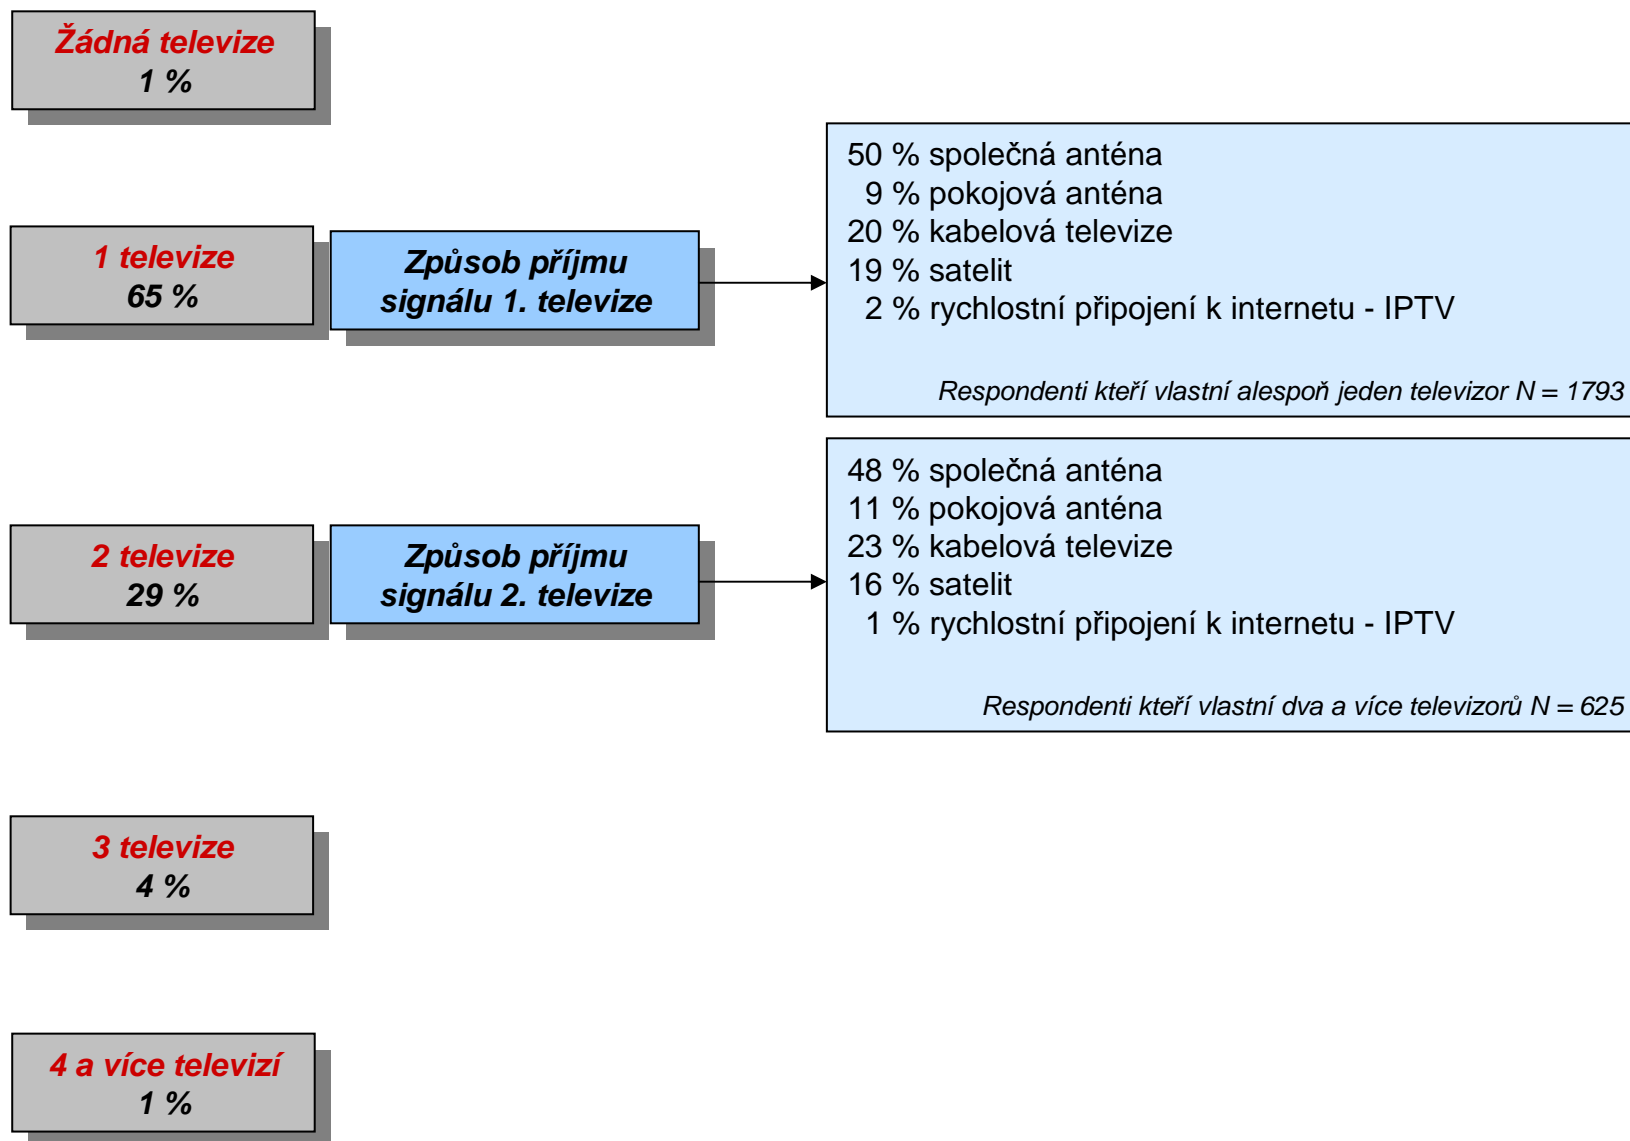 Žádná televize
1 %
50 % společná anténa
9 % pokojová anténa
20 % kabelová televize
19 % satelit
2 % rychlostní připojení k internetu - IPTV
Respondenti kteří vlastní alespoň jeden televizor N = 1793
1 televize
65 %
Způsob příjmu
signálu 1. televize
48 % společná anténa
11 % pokojová anténa
23 % kabelová televize
16 % satelit
1 % rychlostní připojení k internetu - IPTV
Respondenti kteří vlastní dva a více televizorů N = 625
2 televize
29 %
Způsob příjmu
signálu 2. televize
3 televize
4 %
4 a více televizí
1 %